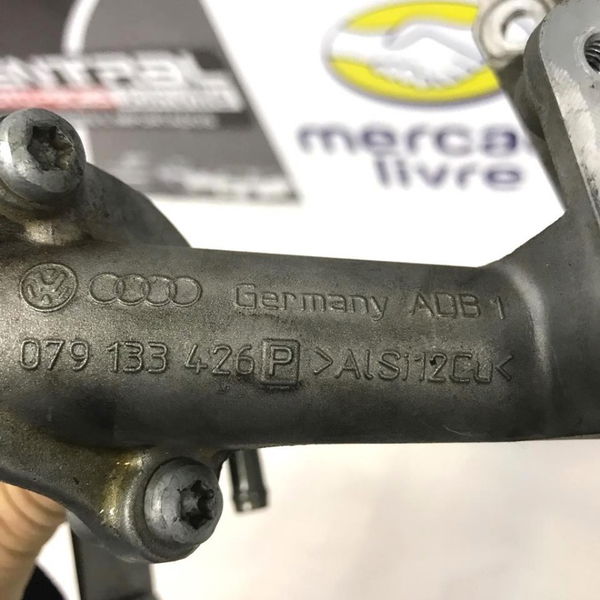 mercado
livre
Germany ADB 1
079 133 426 P >AlSi12Cu<